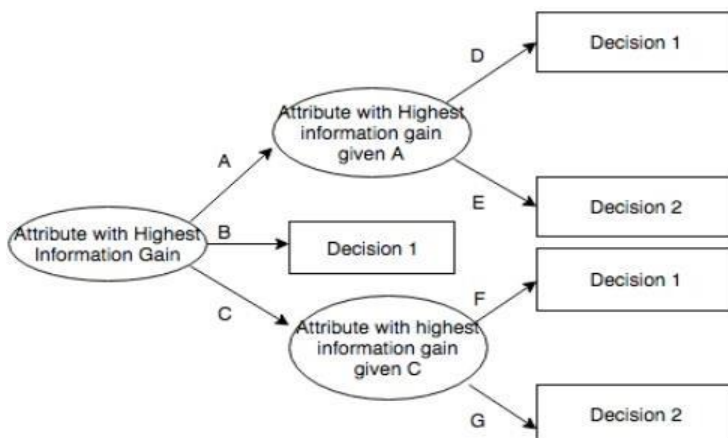 D
Decision 1
Attribute with Highest
information gain
given A
A
E
Decision 2
Attribute with Highest
Information Gain
B
Decision 1
C
F
Decision 1
Attribute with highest
information gain
given C
G
Decision 2